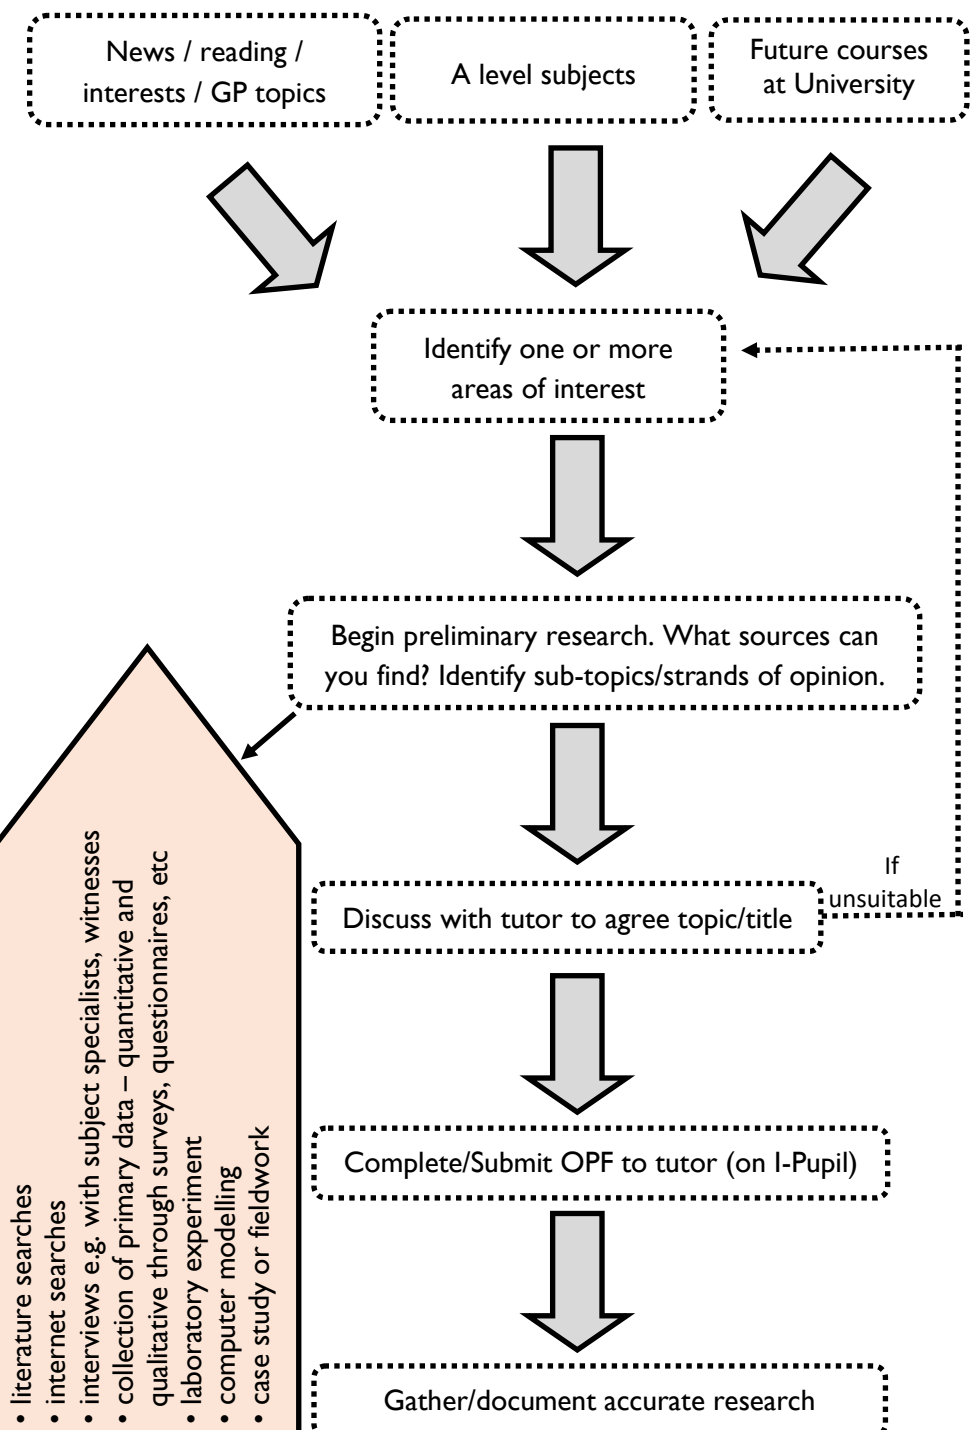 News / reading /
interests / GP topics
A level subjects
Future courses
at University
Identify one or more
areas of interest
Begin preliminary research. What sources can
you find? Identify sub-topics/strands of opinion.
If
unsuitable
Discuss with tutor to agree topic/title
Complete/Submit OPF to tutor (on I-Pupil)
Gather/document accurate research
• literature searches
• internet searches
• interviews e.g. with subject specialists, witnesses
• collection of primary data – quantitative and
qualitative through surveys, questionnaires, etc
• laboratory experiment
• computer modelling
• case study or fieldwork